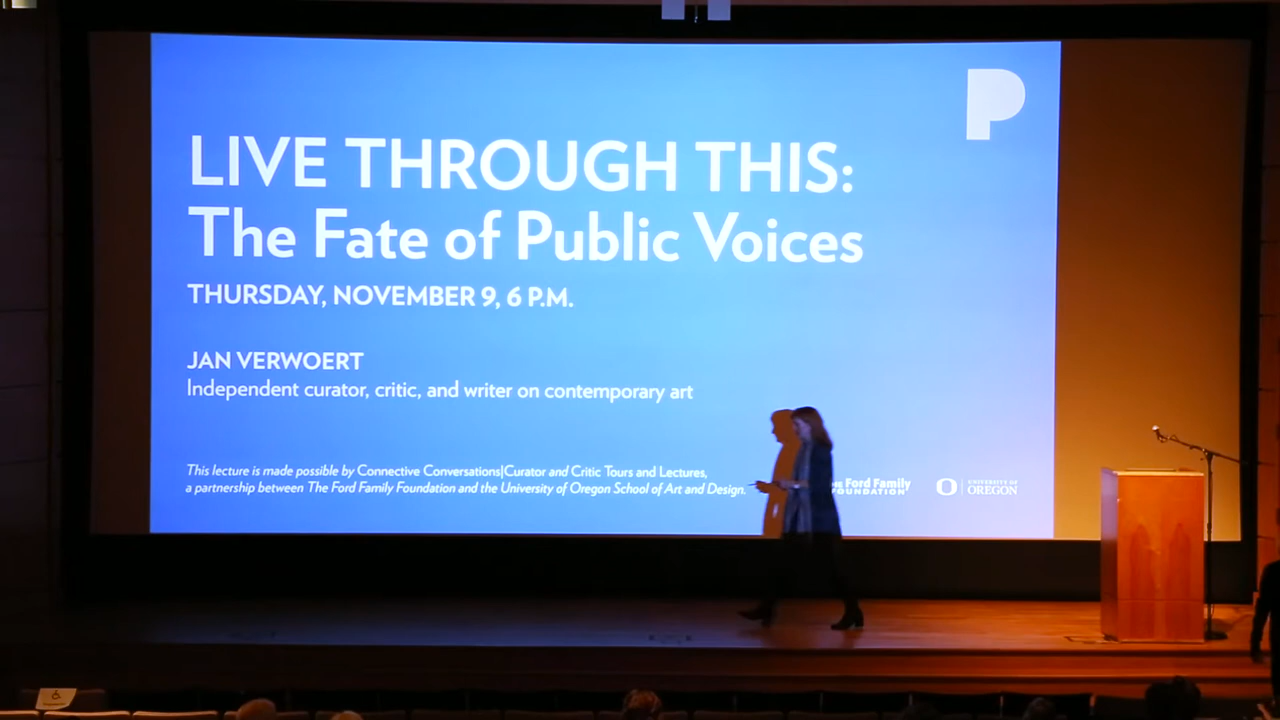 P
LIVE THROUGH THIS:
The Fate of Public Voices
THURSDAY, NOVEMBER 9, 6 P.M.
JAN VERWOERT
Independent curator, critic, and writer on contemporary art
This lecture is made possible by Connective Conversations|Curator and Critic Tours and Lectures,
a partnership between The Ford Family Foundation and the University of Oregon School of Art and Design.
Ford Family
FOUNDATION
O
UNIVERSITY OF
OREGON